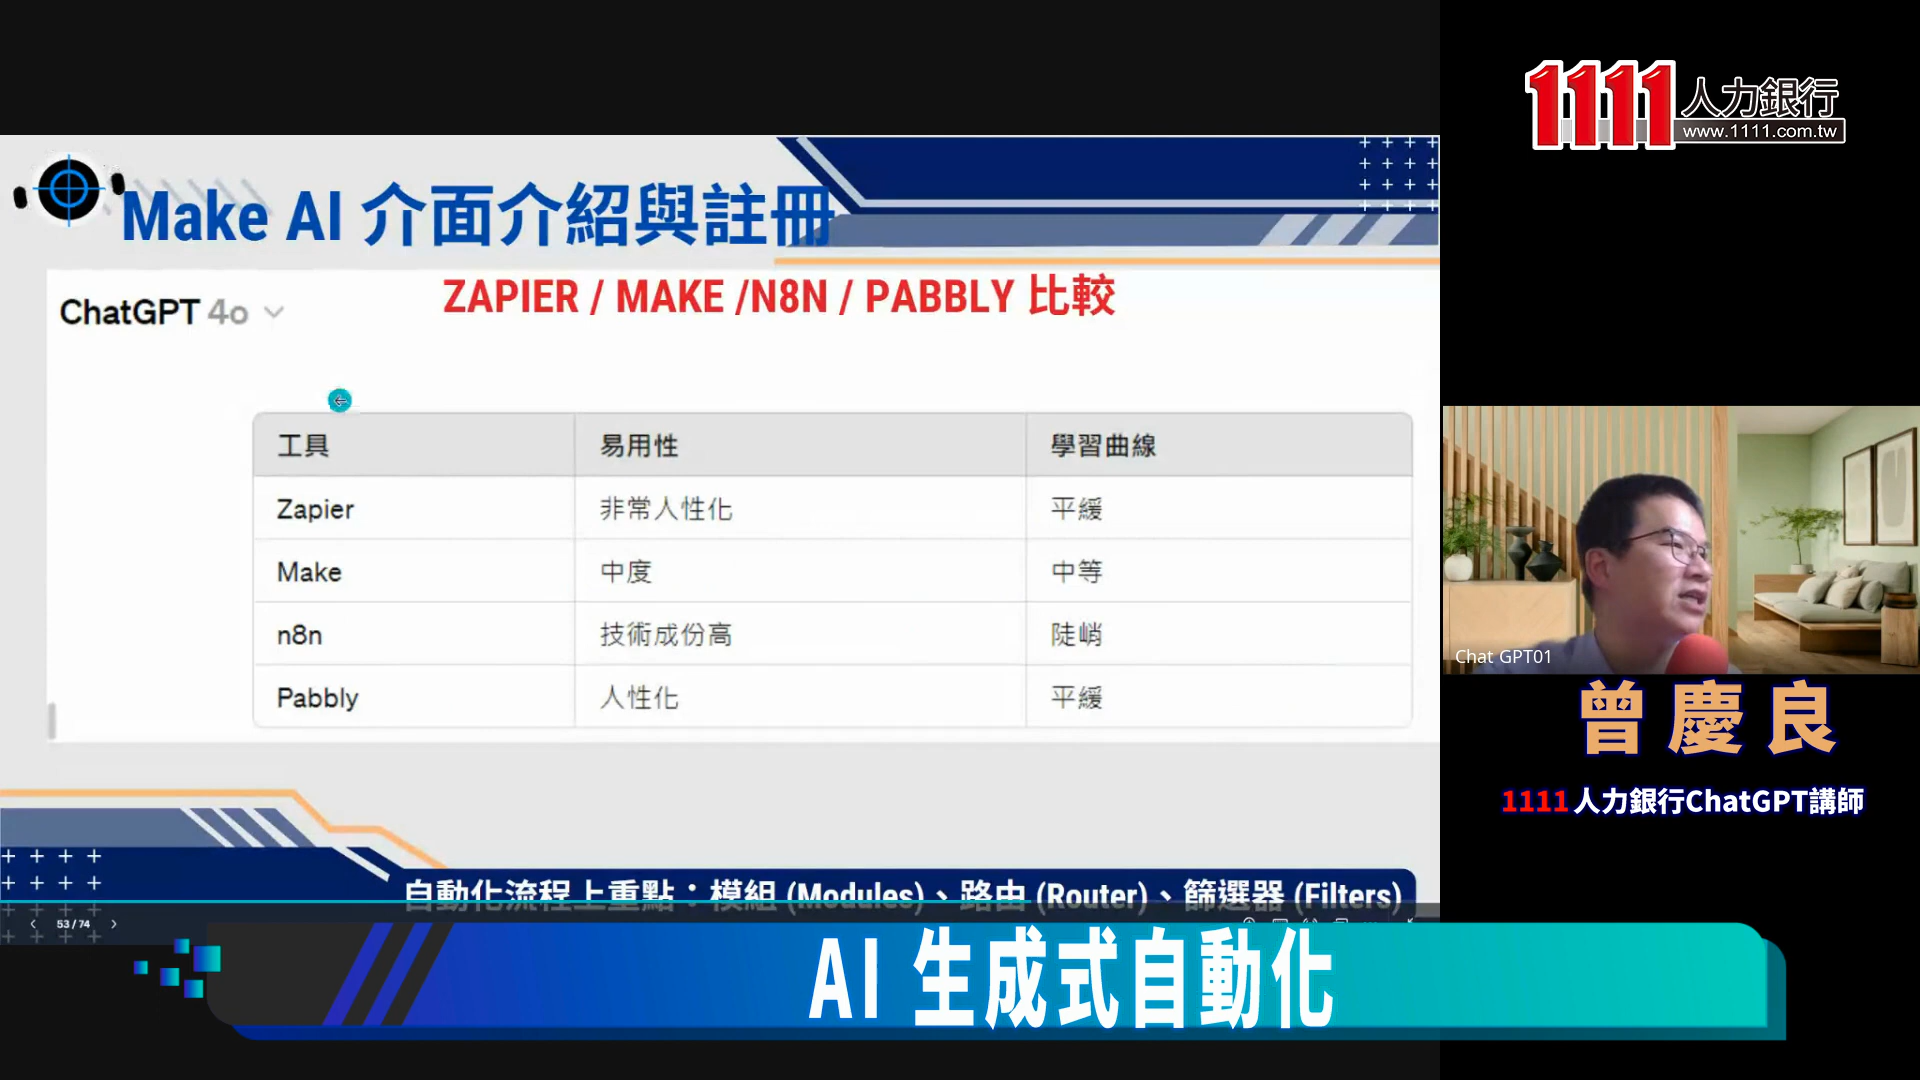 1111人力銀行
www.1111.com.tw
Make AI 介面介紹與註冊
ZAPIER / MAKE /N8N / PABBLY 比較
ChatGPT 4o
工具 易用性 學習曲線
Zapier 非常人性化 平緩
Make 中度 中等
n8n 技術成份高 陡峭
Pabbly 人性化 平緩
Chat GPT01
曾慶良
1111人力銀行ChatGPT講師
自動化流程上重點：模組 (Modules)、路由 (Router)、篩選器 (Filters)
53 / 74
AI 生成式自動化